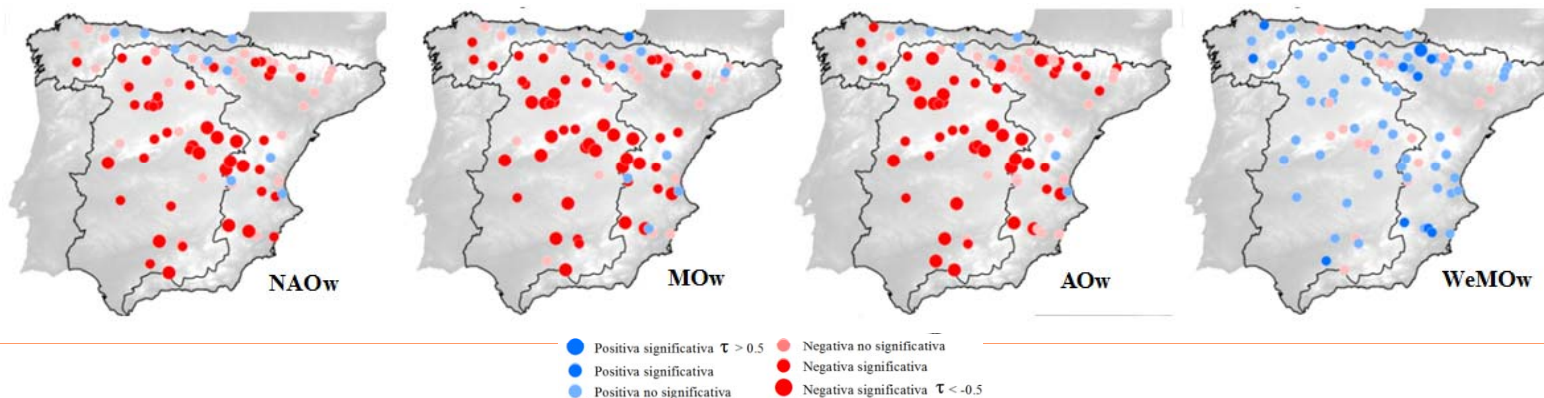 NAOw
MOw
AOw
WeMOw
Positiva significativa τ > 0.5
Positiva significativa
Positiva no significativa
Negativa no significativa
Negativa significativa
Negativa significativa τ < -0.5